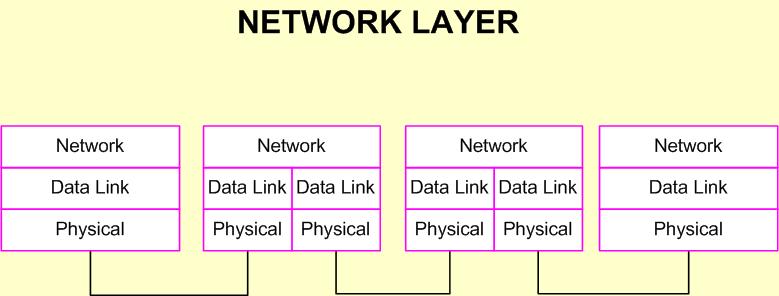 NETWORK LAYER
Network Network Network Network
Data Link Data Link Data Link Data Link Data Link Data Link
Physical Physical Physical Physical Physical Physical